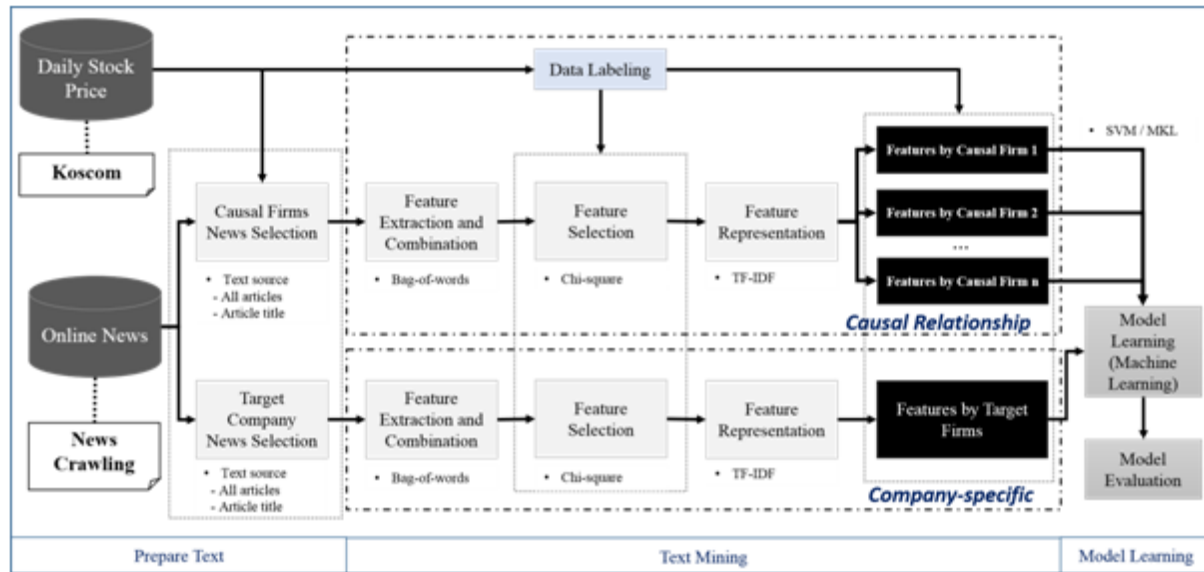 Daily Stock
Price
Koscom
Online News
News
Crawling
Data Labeling
Causal Firms
News Selection
• Text source
- All articles
- Article title
Feature
Extraction and
Combination
• Bag-of-words
Feature
Selection
• Chi-square
Feature
Representation
• TF-IDF
Features by Causal Firm 1
Features by Causal Firm 2
...
Features by Causal Firm n
Causal Relationship
• SVM / MKL
Target
Company
News Selection
• Text source
- All articles
- Article title
Feature
Extraction and
Combination
• Bag-of-words
Feature
Selection
• Chi-square
Feature
Representation
• TF-IDF
Features by Target
Firms
Company-specific
Model
Learning
(Machine
Learning)
Model
Evaluation
Prepare Text
Text Mining
Model Learning